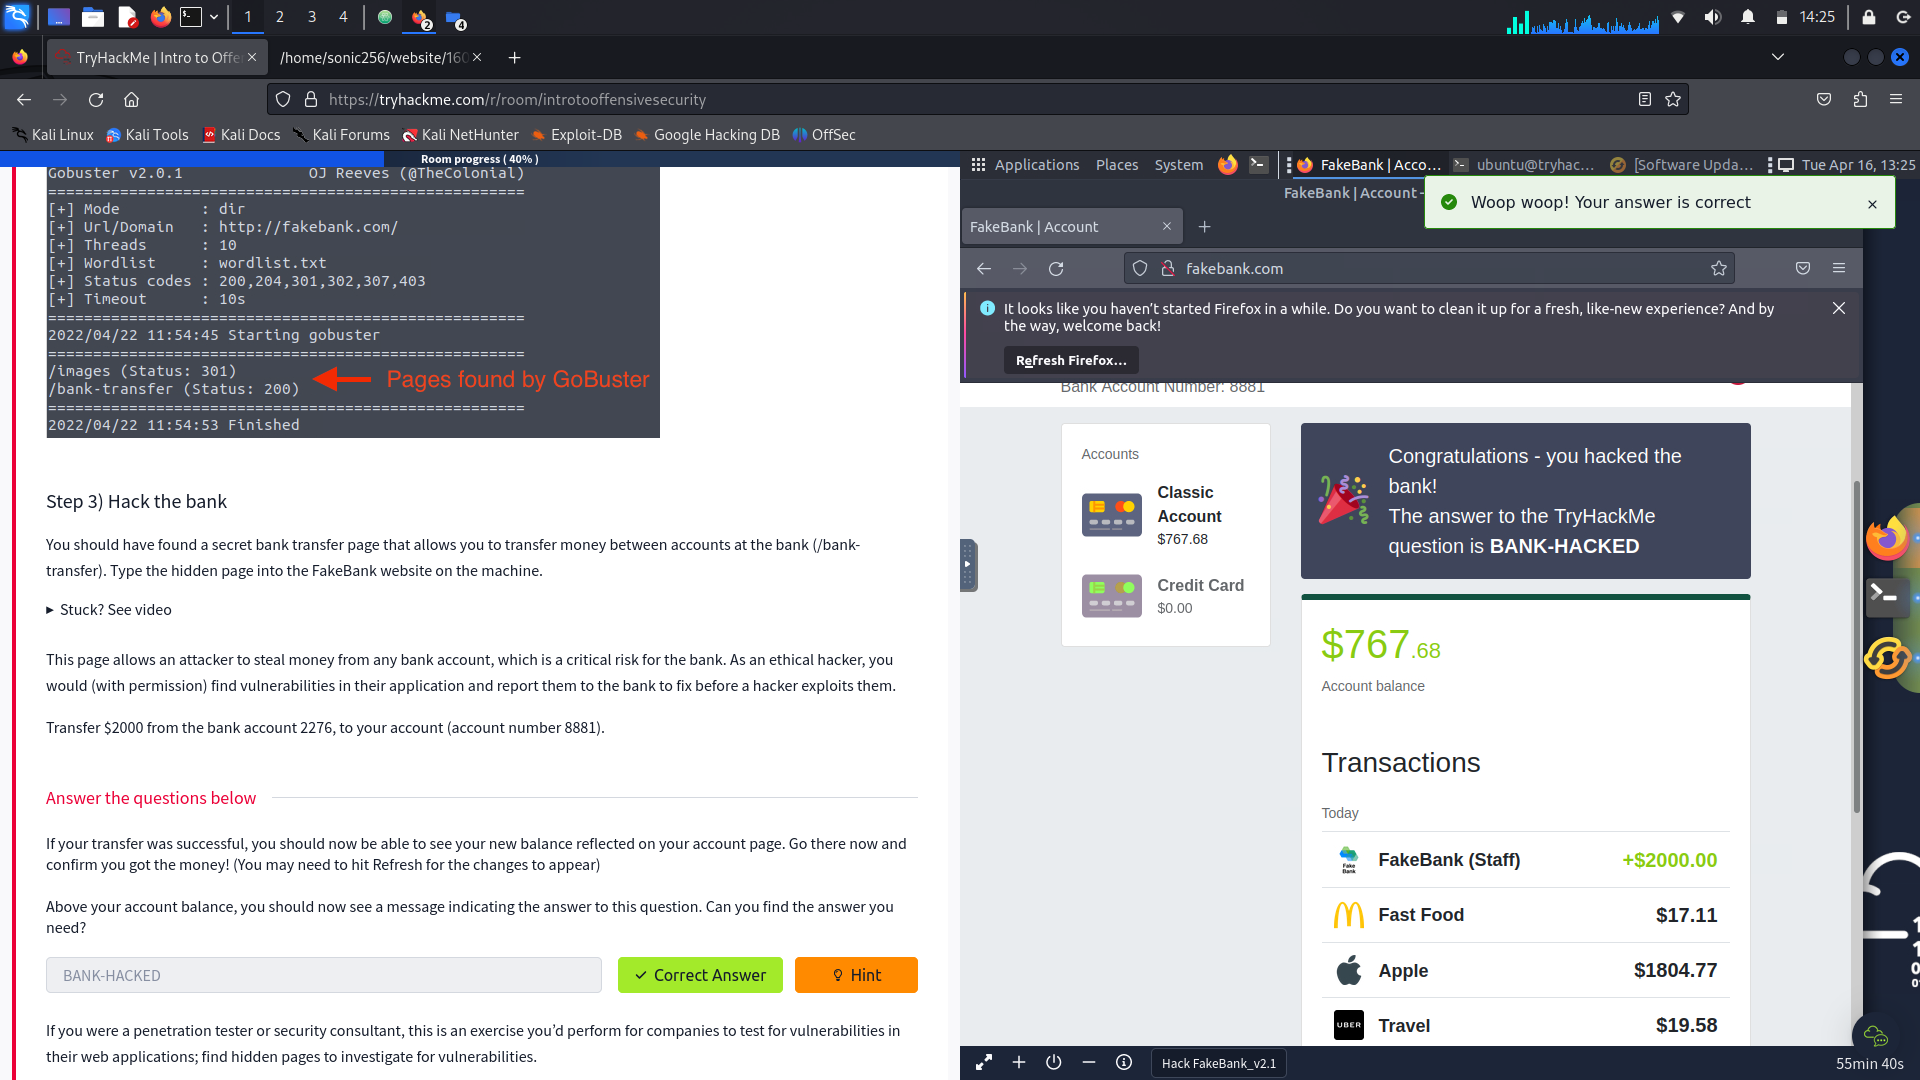 1 2 3 4 2 4 14:25
TryHackMe | Intro to Offe
/home/sonic256/website/160
https://tryhackme.com/r/room/introtooffensivesecurity
Kali Linux Kali Tools Kali Docs Kali Forums Kali NetHunter Exploit-DB Google Hacking DB OffSec
Room progress ( 40% )
Gobuster v2.0.1 OJ Reeves (@TheColonial)
=====================================================
[+] Mode : dir
[+] Url/Domain : http://fakebank.com/
[+] Threads : 10
[+] Wordlist : wordlist.txt
[+] Status codes : 200,204,301,302,307,403
[+] Timeout : 10s
=====================================================
2022/04/22 11:54:45 Starting gobuster
=====================================================
/images (Status: 301)
/bank-transfer (Status: 200)
Pages found by GoBuster
=====================================================
2022/04/22 11:54:53 Finished
Step 3) Hack the bank
You should have found a secret bank transfer page that allows you to transfer money between accounts at the bank (/bank-
transfer). Type the hidden page into the FakeBank website on the machine.
Stuck? See video
This page allows an attacker to steal money from any bank account, which is a critical risk for the bank. As an ethical hacker, you
would (with permission) find vulnerabilities in their application and report them to the bank to fix before a hacker exploits them.
Transfer $2000 from the bank account 2276, to your account (account number 8881).
Answer the questions below
If your transfer was successful, you should now be able to see your new balance reflected on your account page. Go there now and
confirm you got the money! (You may need to hit Refresh for the changes to appear)
Above your account balance, you should now see a message indicating the answer to this question. Can you find the answer you
need?
BANK-HACKED
Correct Answer
Hint
If you were a penetration tester or security consultant, this is an exercise you’d perform for companies to test for vulnerabilities in
their web applications; find hidden pages to investigate for vulnerabilities.
Applications Places System FakeBank | Acco... ubuntu@tryhac... [Software Upda... Tue Apr 16, 13:25
FakeBank | Account -
Woop woop! Your answer is correct
FakeBank | Account
fakebank.com
It looks like you haven’t started Firefox in a while. Do you want to clean it up for a fresh, like-new experience? And by
the way, welcome back!
Refresh Firefox...
Bank Account Number: 8881
Accounts
Classic
Account
$767.68
Credit Card
$0.00
Congratulations - you hacked the
bank!
The answer to the TryHackMe
question is BANK-HACKED
$767.68
Account balance
Transactions
Today
Fake
Bank
FakeBank (Staff) +$2000.00
Fast Food $17.11
Apple $1804.77
UBER
Travel $19.58
Hack FakeBank_v2.1
55min 40s